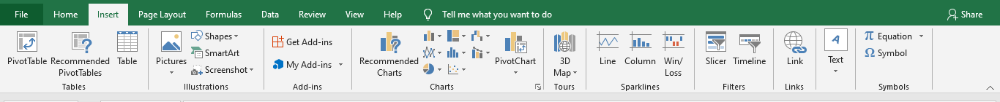 File Home Insert Page Layout Formulas Data Review View Help Tell me what you want to do Share
PivotTable Recommended PivotTables Table
Tables
Pictures Shapes SmartArt Screenshot
Illustrations
Get Add-ins
My Add-ins
Add-ins
Recommended Charts PivotChart
Charts
3D Map
Tours
Line Column Win/Loss
Sparklines
Slicer Timeline
Filters
Link
Links
A
Text
π Equation
Ω Symbol
Symbols